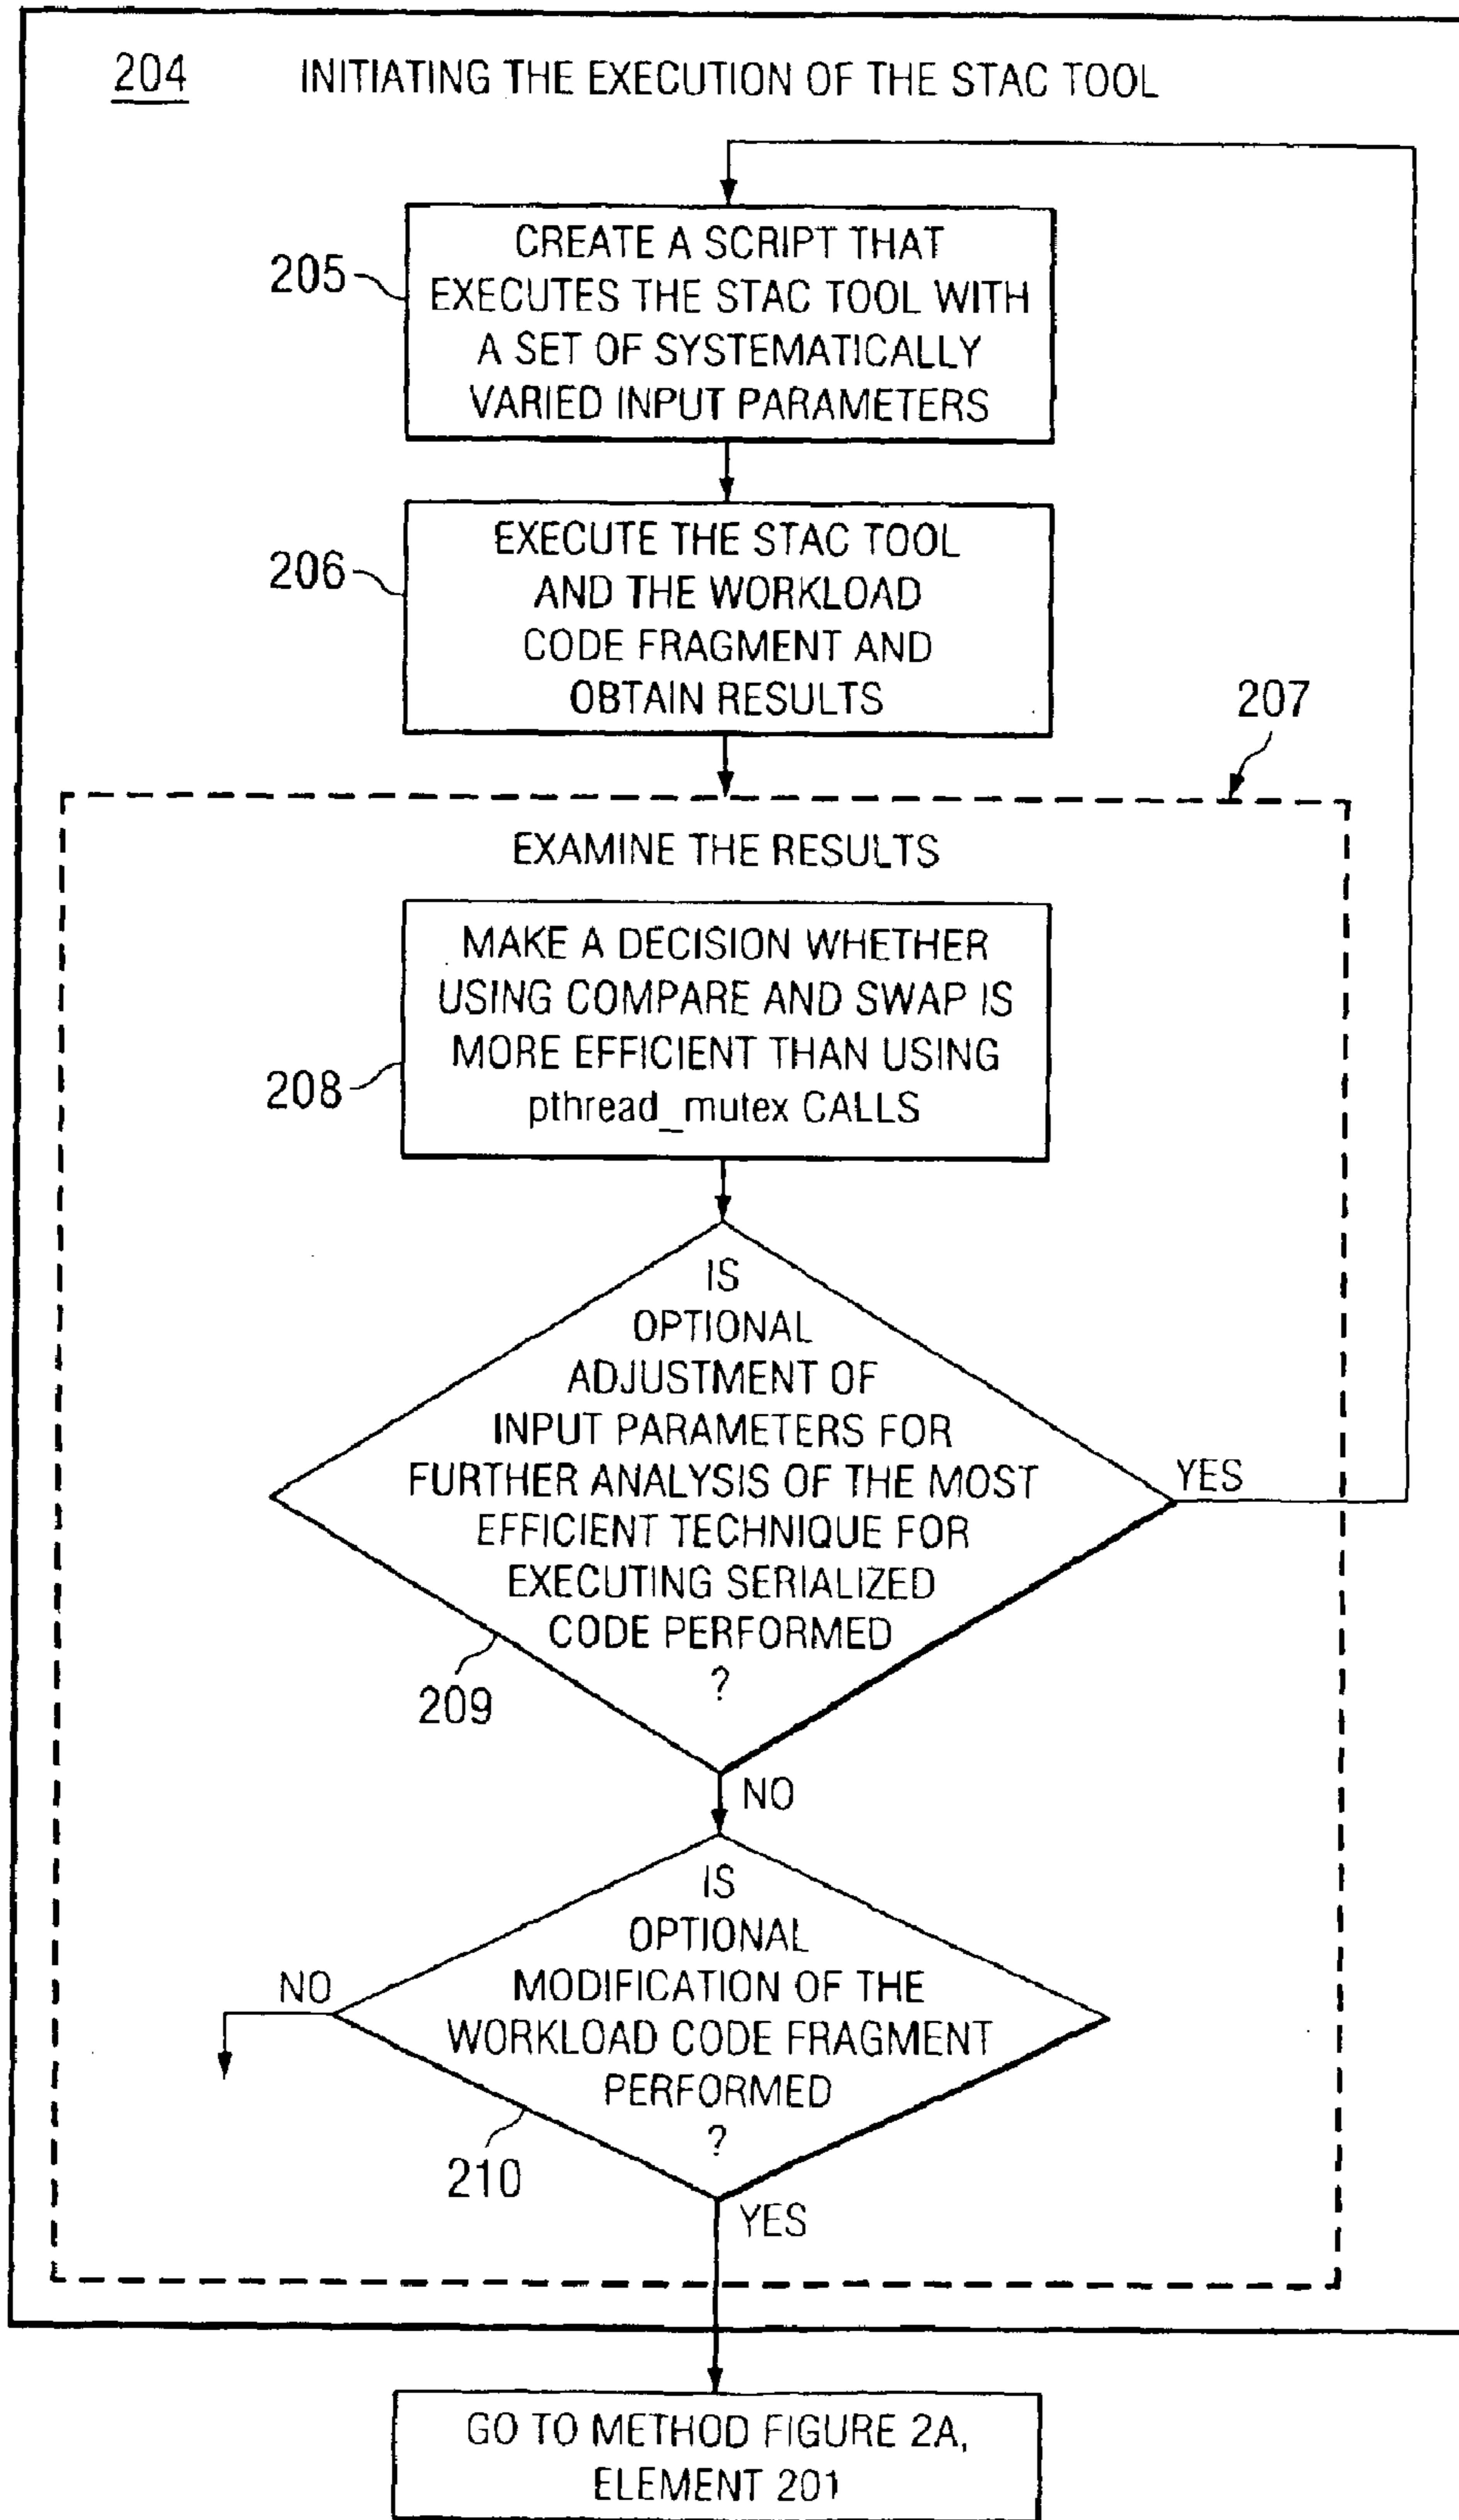 204 INITIATING THE EXECUTION OF THE STAC TOOL
205
CREATE A SCRIPT THAT
EXECUTES THE STAC TOOL WITH
A SET OF SYSTEMATICALLY
VARIED INPUT PARAMETERS
206
EXECUTE THE STAC TOOL
AND THE WORKLOAD
CODE FRAGMENT AND
OBTAIN RESULTS
207
EXAMINE THE RESULTS
208
MAKE A DECISION WHETHER
USING COMPARE AND SWAP IS
MORE EFFICIENT THAN USING
pthread_mutex CALLS
IS
OPTIONAL
ADJUSTMENT OF
INPUT PARAMETERS FOR
FURTHER ANALYSIS OF THE MOST
EFFICIENT TECHNIQUE FOR
EXECUTING SERIALIZED
CODE PERFORMED
?
YES
209
NO
IS
OPTIONAL
MODIFICATION OF THE
WORKLOAD CODE FRAGMENT
PERFORMED
?
NO
210
YES
GO TO METHOD FIGURE 2A,
ELEMENT 201